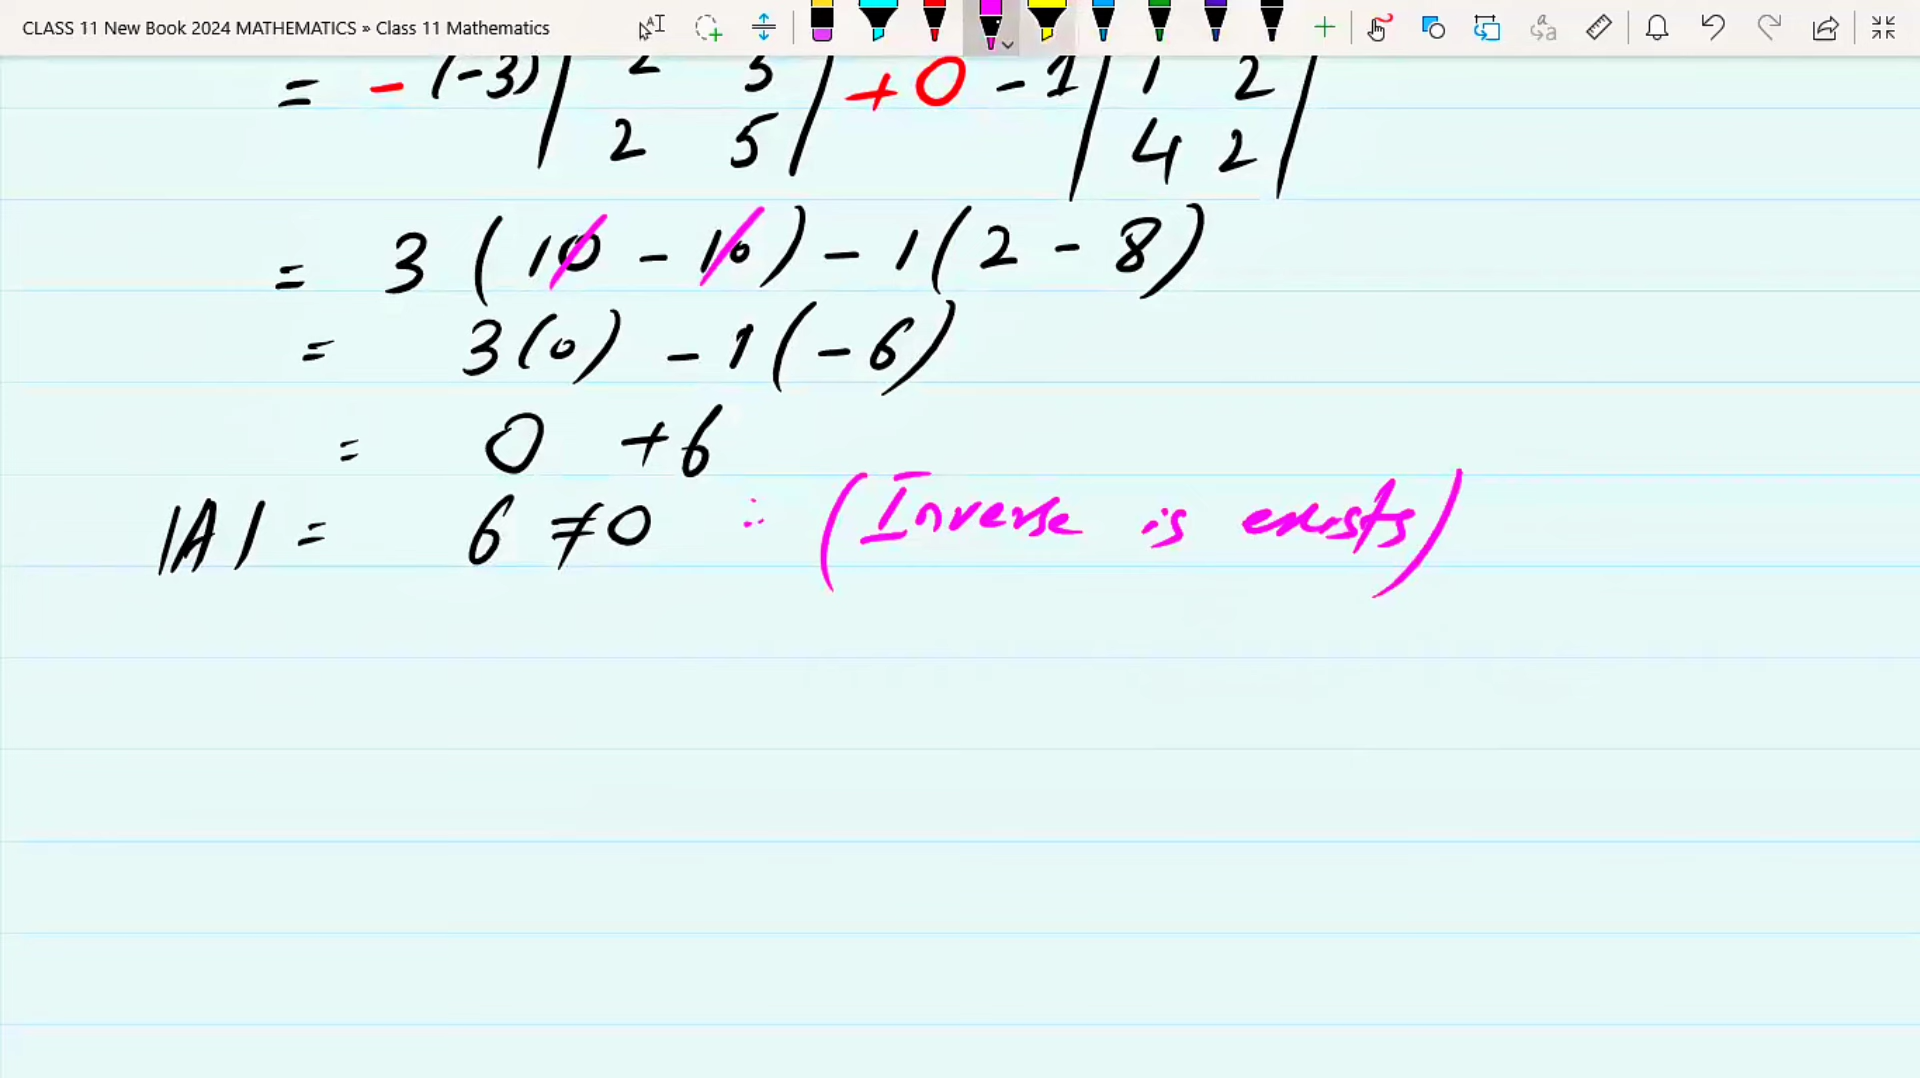 CLASS 11 New Book 2024 MATHEMATICS » Class 11 Mathematics
= - (-3) | 2 5 | + 0 - 1 | 1 2 |
2 5 4 2
= 3 ( 10 - 10 ) - 1 ( 2 - 8 )
= 3 (0) - 1 ( - 6 )
= 0 + 6
|A| = 6 ≠ 0 ∴ (Inverse is exists)